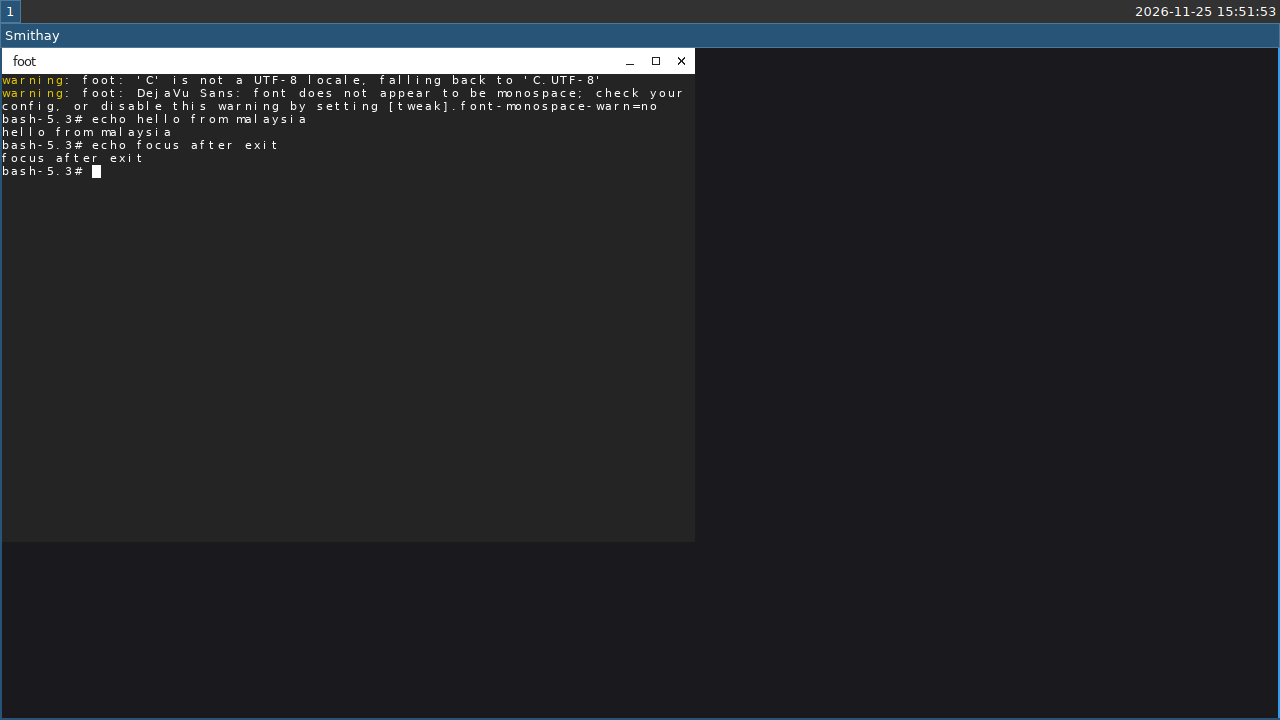 1
2026-11-25 15:51:53
Smithay
foot
warning: foot: 'C' is not a UTF-8 locale, falling back to 'C.UTF-8'
warning: foot: DejaVu Sans: font does not appear to be monospace; check your
config, or disable this warning by setting [tweak].font-monospace-warn=no
bash-5.3# echo hello from malaysia
hello from malaysia
bash-5.3# echo focus after exit
focus after exit
bash-5.3#